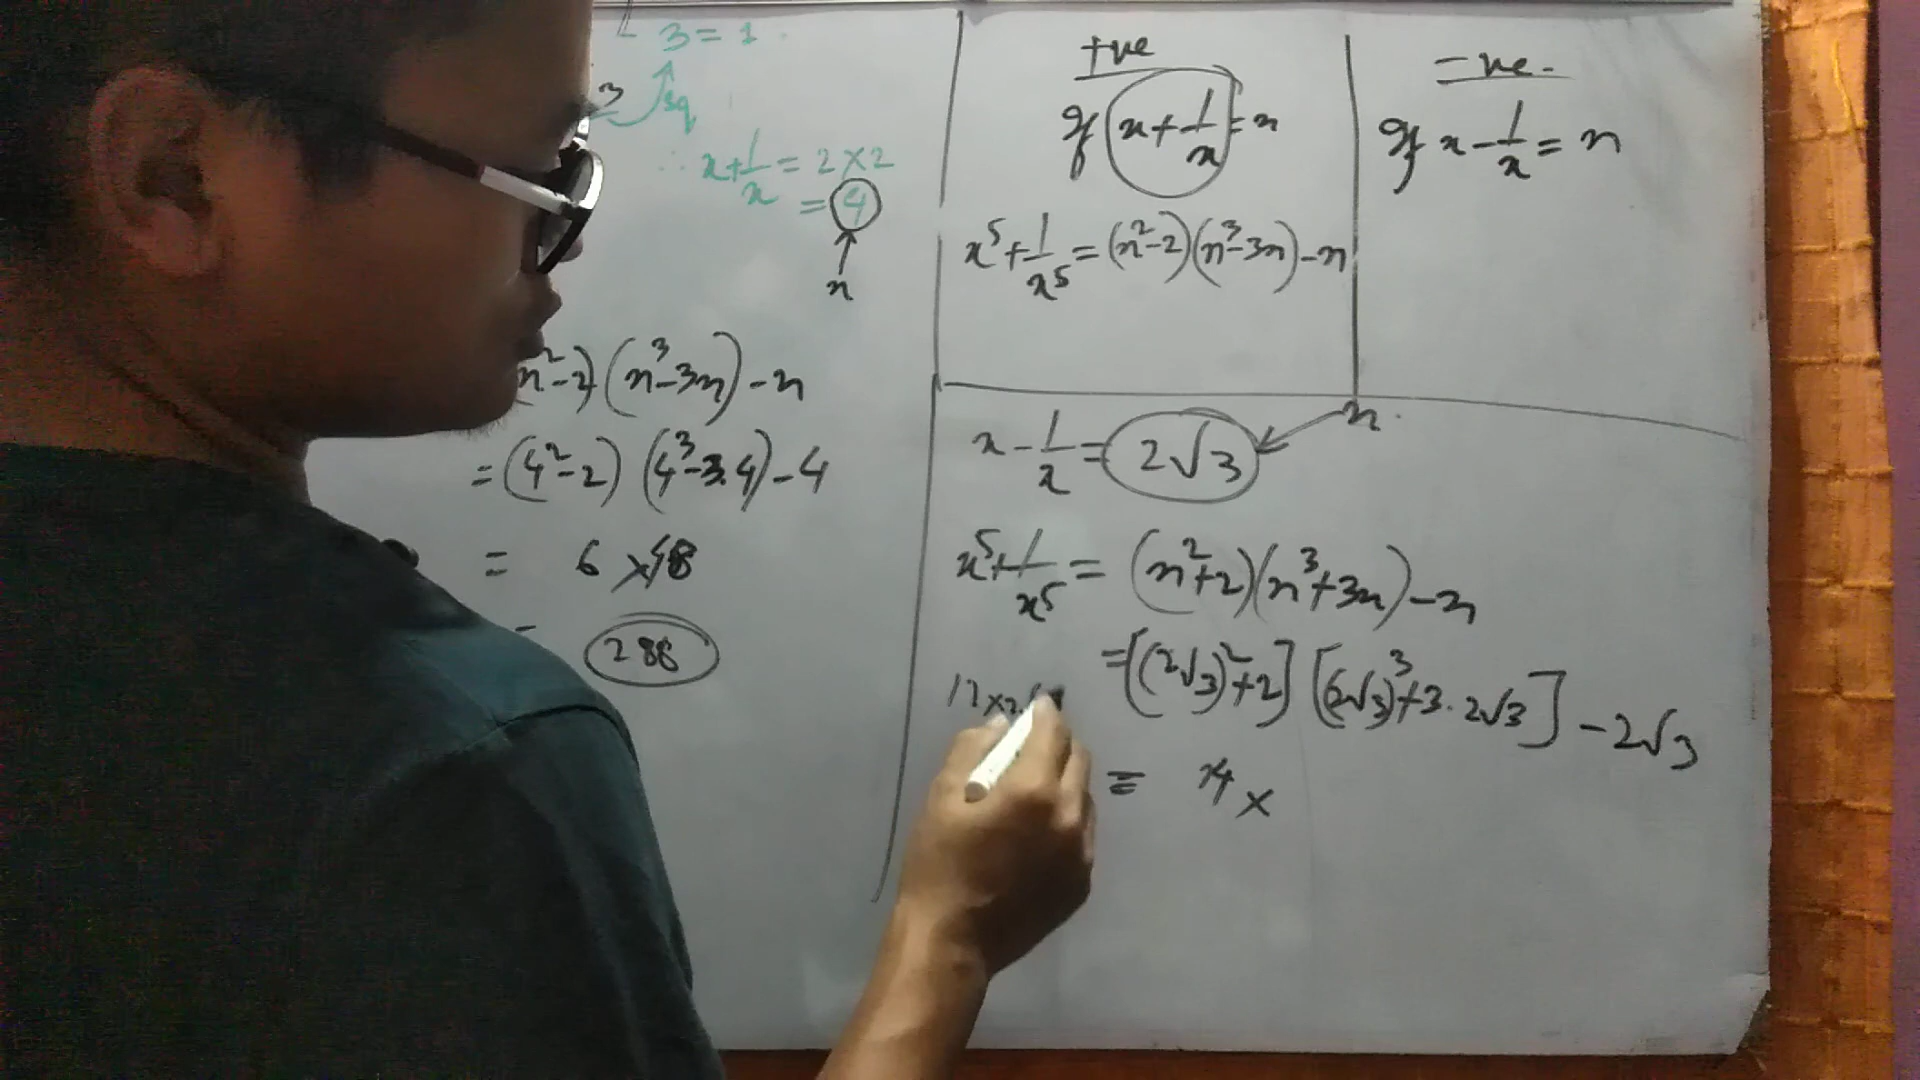 3 = 1
3
sq
∴ x + 1/x = 2 × 2
= 4
n
n² - 2) (n³ - 3n) - n
= (4² - 2) (4³ - 3.4) - 4
= 6 × 48
= 288
+ve
If x + 1/x = n
x⁵ + 1/x⁵ = (n² - 2)(n³ - 3n) - n
-ve.
If x - 1/x = n
x - 1/x = 2√3
n.
x⁵ + 1/x⁵ = (n² + 2)(n³ + 3n) - n
= [(2√3)² + 2] [(2√3)³ + 3. 2√3] - 2√3
12 × 2
= 14 ×